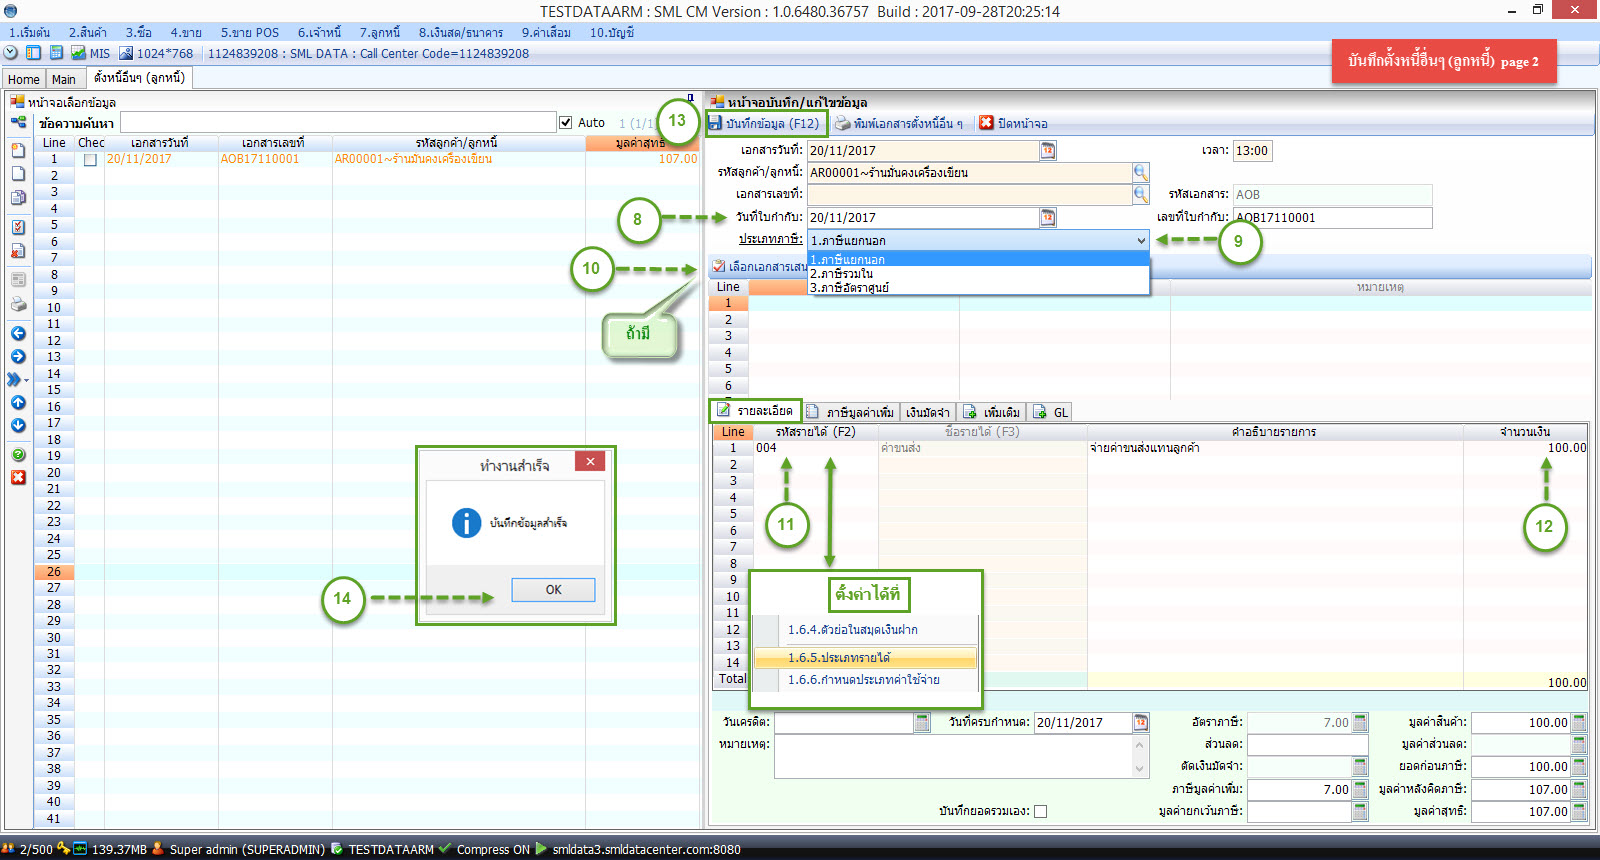 TESTDATAARM : SML CM Version : 1.0.6480.36757  Build : 2017-09-28T20:25:14
1.เริ่มต้น 2.สินค้า 3.ซื้อ 4.ขาย 5.ขาย POS 6.เจ้าหนี้ 7.ลูกหนี้ 8.เงินสด/ธนาคาร 9.ค่าเสื่อม 10.บัญชี
MIS 1024*768 1124839208 : SML DATA : Call Center Code=1124839208
บันทึกตั้งหนี้อื่นๆ (ลูกหนี้) page 2
Home Main ตั้งหนี้อื่นๆ (ลูกหนี้)
หน้าจอเลือกข้อมูล
ข้อความค้นหา Auto 1 (1/1)
13
Line Chec เอกสารวันที่ เอกสารเลขที่ รหัสลูกค้า/ลูกหนี้ มูลค่าสุทธิ
1 20/11/2017 AOB17110001 AR00001~ร้านมั่นคงเครื่องเขียน 107.00
2
3
4
5
6
7
8
9
10
11
12
13
14
15
16
17
18
19
20
21
22
23
24
25
26
27
28
29
30
31
32
33
34
35
36
37
38
39
40
41
ทำงานสำเร็จ
บันทึกข้อมูลสำเร็จ
OK
14
หน้าจอบันทึก/แก้ไขข้อมูล
บันทึกข้อมูล (F12) พิมพ์เอกสารตั้งหนี้อื่น ๆ ปิดหน้าจอ
เอกสารวันที่: 20/11/2017 เวลา: 13:00
รหัสลูกค้า/ลูกหนี้: AR00001~ร้านมั่นคงเครื่องเขียน
เอกสารเลขที่: รหัสเอกสาร: AOB
8
วันที่ใบกำกับ: 20/11/2017 เลขที่ใบกำกับ: AOB17110001
ประเภทภาษี: 1.ภาษีแยกนอก
9
1.ภาษีแยกนอก
2.ภาษีรวมใน
3.ภาษีอัตราศูนย์
10
ถ้ามี
เลือกเอกสารเสน
Line หมายเหตุ
1
2
3
4
5
6
รายละเอียด ภาษีมูลค่าเพิ่ม เงินมัดจำ เพิ่มเติม GL
Line รหัสรายได้ (F2) ชื่อรายได้ (F3) คำอธิบายรายการ จำนวนเงิน
1 004 ค่าขนส่ง จ่ายค่าขนส่งแทนลูกค้า 100.00
2
3
4
5
6
7
8
9
10
11
12
13
14
Total 100.00
11
12
ตั้งค่าได้ที่
1.6.4.ตัวย่อในสมุดเงินฝาก
1.6.5.ประเภทรายได้
1.6.6.กำหนดประเภทค่าใช้จ่าย
วันเครดิต: วันที่ครบกำหนด: 20/11/2017 อัตราภาษี: 7.00 มูลค่าสินค้า: 100.00
หมายเหตุ: ส่วนลด: มูลค่าส่วนลด:
ตัดเงินมัดจำ: ยอดก่อนภาษี: 100.00
ภาษีมูลค่าเพิ่ม: 7.00 มูลค่าหลังคิดภาษี: 107.00
บันทึกยอดรวมเอง: มูลค่ายกเว้นภาษี: มูลค่าสุทธิ: 107.00
2/500 139.37MB Super admin (SUPERADMIN) TESTDATAARM Compress ON smldata3.smldatacenter.com:8080